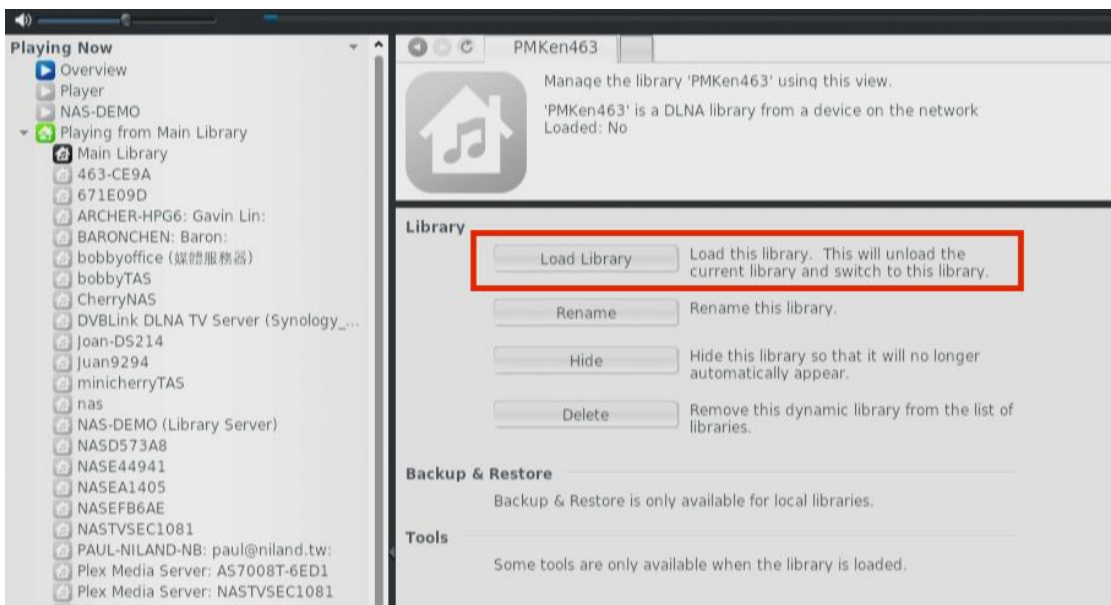 Playing Now
Overview
Player
NAS-DEMO
Playing from Main Library
Main Library
463-CE9A
671E09D
ARCHER-HPG6: Gavin Lin:
BARONCHEN: Baron:
bobbyoffice (媒體服務器)
bobbyTAS
CherryNAS
DVBLink DLNA TV Server (Synology_...
Joan-DS214
Juan9294
minicherryTAS
nas
NAS-DEMO (Library Server)
NASD573A8
NASE44941
NASEA1405
NASEFB6AE
NASTVSEC1081
PAUL-NILAND-NB: paul@niland.tw:
Plex Media Server: AS7008T-6ED1
Plex Media Server: NASTVSEC1081
PMKen463
Manage the library 'PMKen463' using this view.
'PMKen463' is a DLNA library from a device on the network
Loaded: No
Library
Load Library
Load this library. This will unload the
current library and switch to this library.
Rename
Rename this library.
Hide
Hide this library so that it will no longer
automatically appear.
Delete
Remove this dynamic library from the list of
libraries.
Backup & Restore
Backup & Restore is only available for local libraries.
Tools
Some tools are only available when the library is loaded.